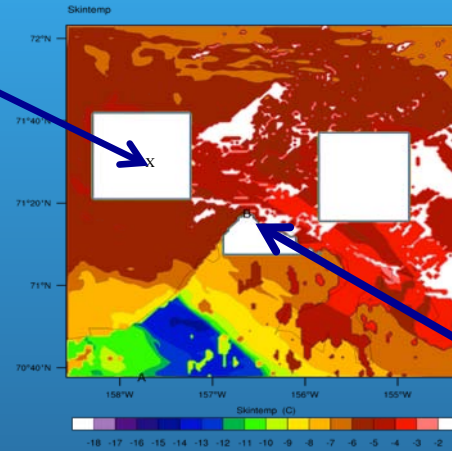 Skintemp
72°N
71°40'
X
71°20'N
B
71°N
70°40'N
A
158°W 157°W 156°W 155°W
Skintemp (C)
-18 -17 -16 -15 -14 -13 -12 -11 -10 -9 -8 -7 -6 -5 -4 -3 -2